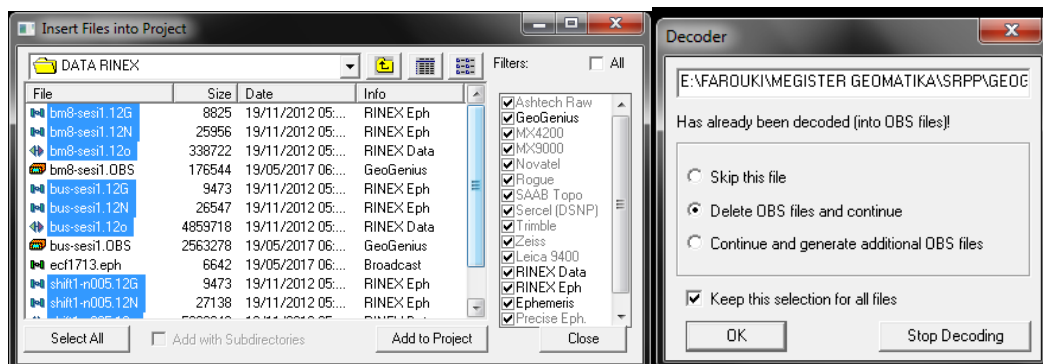 Insert Files into Project
DATA RINEX
Filters:
All
File Size Date Info
bm8-sesi1.12G 8825 19/11/2012 05:... RINEX Eph
bm8-sesi1.12N 25956 19/11/2012 05:... RINEX Eph
bm8-sesi1.12o 338722 19/11/2012 05:... RINEX Data
bm8-sesi1.OBS 176544 19/05/2017 06:... GeoGenius
bus-sesi1.12G 9473 19/11/2012 05:... RINEX Eph
bus-sesi1.12N 26547 19/11/2012 05:... RINEX Eph
bus-sesi1.12o 4859718 19/11/2012 05:... RINEX Data
bus-sesi1.OBS 2563278 19/05/2017 06:... GeoGenius
ecf1713.eph 6642 19/05/2017 06:... Broadcast
shift1-n005.12G 9473 19/11/2012 05:... RINEX Eph
shift1-n005.12N 27138 19/11/2012 05:... RINEX Eph
Ashtech Raw
GeoGenius
MX4200
MX9000
Novatel
Rogue
SAAB Topo
Sercel (DSNP)
Trimble
Zeiss
Leica 9400
RINEX Data
RINEX Eph
Ephemeris
Precise Eph.
Select All
Add with Subdirectories
Add to Project
Close
Decoder
E:\FAROUKI\MEGISTER GEOMATIKA\SRPP\GEOG
Has already been decoded (into OBS files)!
Skip this file
Delete OBS files and continue
Continue and generate additional OBS files
Keep this selection for all files
OK
Stop Decoding